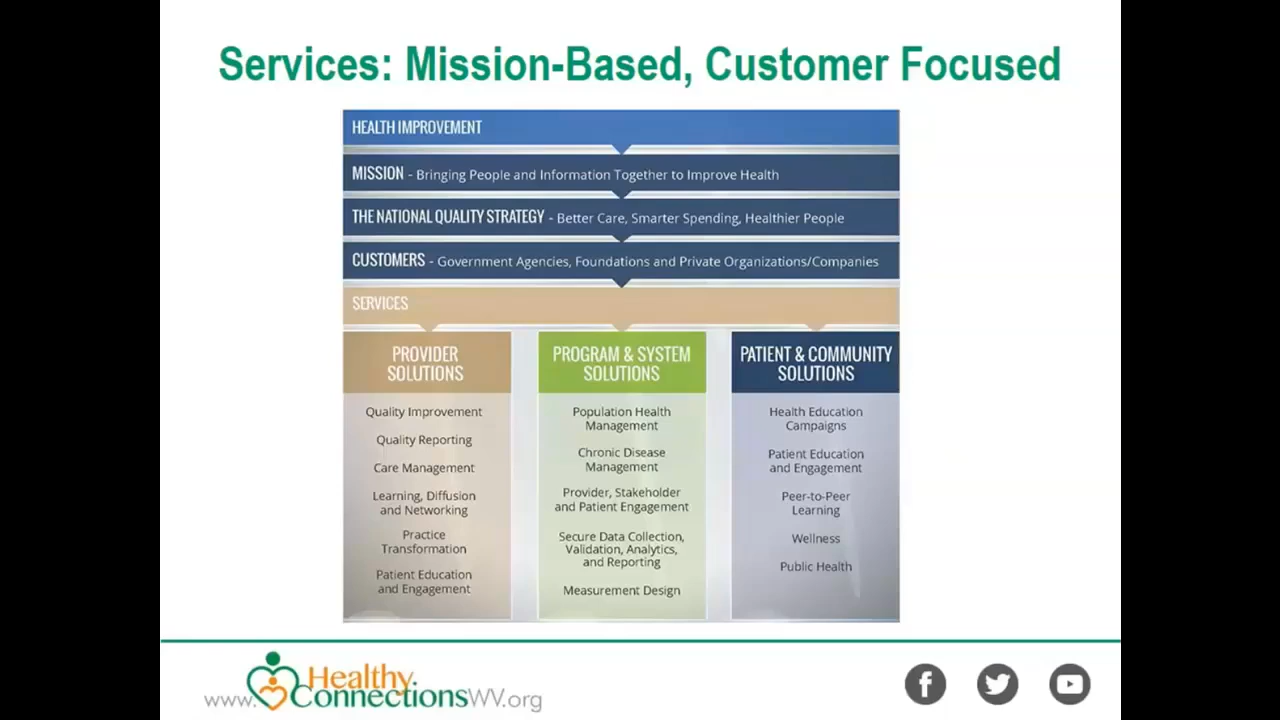 Services: Mission-Based, Customer Focused
HEALTH IMPROVEMENT
MISSION - Bringing People and Information Together to Improve Health
THE NATIONAL QUALITY STRATEGY - Better Care, Smarter Spending, Healthier People
CUSTOMERS - Government Agencies, Foundations and Private Organizations/Companies
SERVICES
PROVIDER
SOLUTIONS
Quality Improvement
Quality Reporting
Care Management
Learning, Diffusion
and Networking
Practice
Transformation
Patient Education
and Engagement
PROGRAM & SYSTEM
SOLUTIONS
Population Health
Management
Chronic Disease
Management
Provider, Stakeholder
and Patient Engagement
Secure Data Collection,
Validation, Analytics,
and Reporting
Measurement Design
PATIENT & COMMUNITY
SOLUTIONS
Health Education
Campaigns
Patient Education
and Engagement
Peer-to-Peer
Learning
Wellness
Public Health
www.
Healthy
ConnectionsWV.org